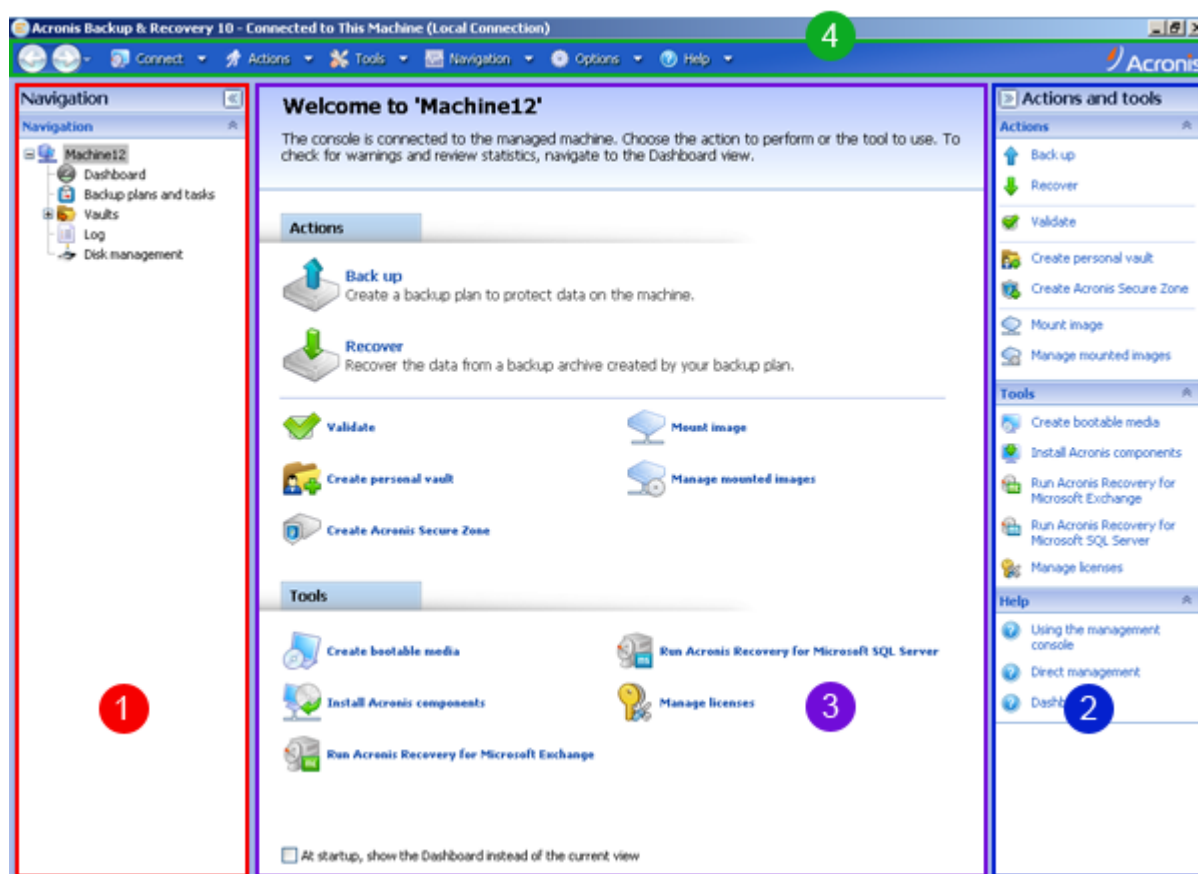 Acronis Backup & Recovery 10 - Connected to This Machine (Local Connection)
4
Connect
Actions
Tools
Navigation
Options
Help
Acronis
Navigation
Navigation
Machine12
Dashboard
Backup plans and tasks
Vaults
Log
Disk management
1
Welcome to 'Machine12'
The console is connected to the managed machine. Choose the action to perform or the tool to use. To
check for warnings and review statistics, navigate to the Dashboard view.
Actions
Back up
Create a backup plan to protect data on the machine.
Recover
Recover the data from a backup archive created by your backup plan.
Validate
Mount image
Create personal vault
Manage mounted images
Create Acronis Secure Zone
Tools
Create bootable media
Run Acronis Recovery for Microsoft SQL Server
Install Acronis components
Manage licenses
3
Run Acronis Recovery for Microsoft Exchange
At startup, show the Dashboard instead of the current view
Actions and tools
Actions
Back up
Recover
Validate
Create personal vault
Create Acronis Secure Zone
Mount image
Manage mounted images
Tools
Create bootable media
Install Acronis components
Run Acronis Recovery for
Microsoft Exchange
Run Acronis Recovery for
Microsoft SQL Server
Manage licenses
Help
Using the management
console
Direct management
2